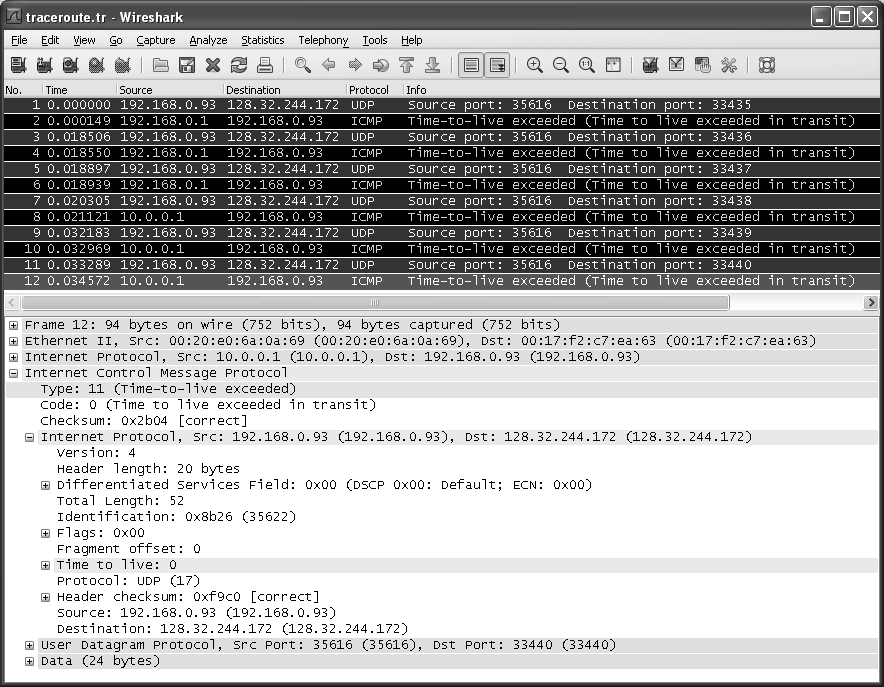 traceroute.tr - Wireshark
File Edit View Go Capture Analyze Statistics Telephony Tools Help
No. Time Source Destination Protocol Info
1 0.000000 192.168.0.93 128.32.244.172 UDP Source port: 35616 Destination port: 33435
2 0.000149 192.168.0.1 192.168.0.93 ICMP Time-to-live exceeded (Time to live exceeded in transit)
3 0.018506 192.168.0.93 128.32.244.172 UDP Source port: 35616 Destination port: 33436
4 0.018550 192.168.0.1 192.168.0.93 ICMP Time-to-live exceeded (Time to live exceeded in transit)
5 0.018897 192.168.0.93 128.32.244.172 UDP Source port: 35616 Destination port: 33437
6 0.018939 192.168.0.1 192.168.0.93 ICMP Time-to-live exceeded (Time to live exceeded in transit)
7 0.020305 192.168.0.93 128.32.244.172 UDP Source port: 35616 Destination port: 33438
8 0.021121 10.0.0.1 192.168.0.93 ICMP Time-to-live exceeded (Time to live exceeded in transit)
9 0.032183 192.168.0.93 128.32.244.172 UDP Source port: 35616 Destination port: 33439
10 0.032969 10.0.0.1 192.168.0.93 ICMP Time-to-live exceeded (Time to live exceeded in transit)
11 0.033289 192.168.0.93 128.32.244.172 UDP Source port: 35616 Destination port: 33440
12 0.034572 10.0.0.1 192.168.0.93 ICMP Time-to-live exceeded (Time to live exceeded in transit)
Frame 12: 94 bytes on wire (752 bits), 94 bytes captured (752 bits)
Ethernet II, Src: 00:20:e0:6a:0a:69 (00:20:e0:6a:0a:69), Dst: 00:17:f2:c7:ea:63 (00:17:f2:c7:ea:63)
Internet Protocol, Src: 10.0.0.1 (10.0.0.1), Dst: 192.168.0.93 (192.168.0.93)
Internet Control Message Protocol
Type: 11 (Time-to-live exceeded)
Code: 0 (Time to live exceeded in transit)
Checksum: 0x2b04 [correct]
Internet Protocol, Src: 192.168.0.93 (192.168.0.93), Dst: 128.32.244.172 (128.32.244.172)
Version: 4
Header length: 20 bytes
Differentiated Services Field: 0x00 (DSCP 0x00: Default; ECN: 0x00)
Total Length: 52
Identification: 0x8b26 (35622)
Flags: 0x00
Fragment offset: 0
Time to live: 0
Protocol: UDP (17)
Header checksum: 0xf9c0 [correct]
Source: 192.168.0.93 (192.168.0.93)
Destination: 128.32.244.172 (128.32.244.172)
User Datagram Protocol, Src Port: 35616 (35616), Dst Port: 33440 (33440)
Data (24 bytes)